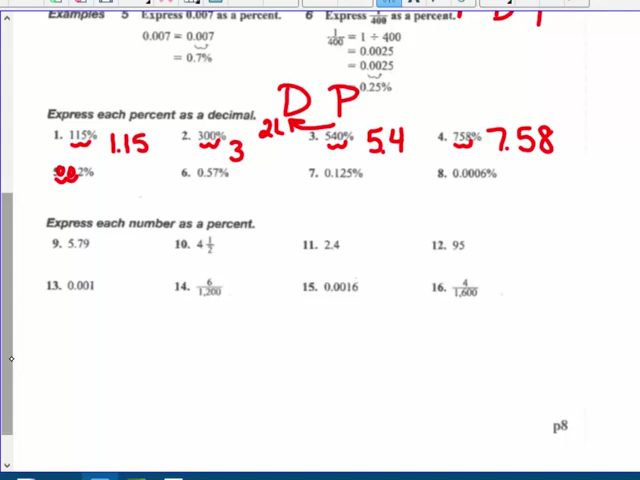 Examples 5 Express 0.007 as a percent. 6 Express 1/400 as a percent.
0.007 = 0.007 1/400 = 1 ÷ 400
= 0.7% = 0.0025
= 0.0025
0.25%
D P
Express each percent as a decimal.
2L
1. 115% 1.15 2. 300% 3 3. 540% 5.4 4. 758% 7.58
2% 6. 0.57% 7. 0.125% 8. 0.0006%
Express each number as a percent.
9. 5.79 10. 4 1/2 11. 2.4 12. 95
13. 0.001 14. 6/1,200 15. 0.0016 16. 4/1,600
p8